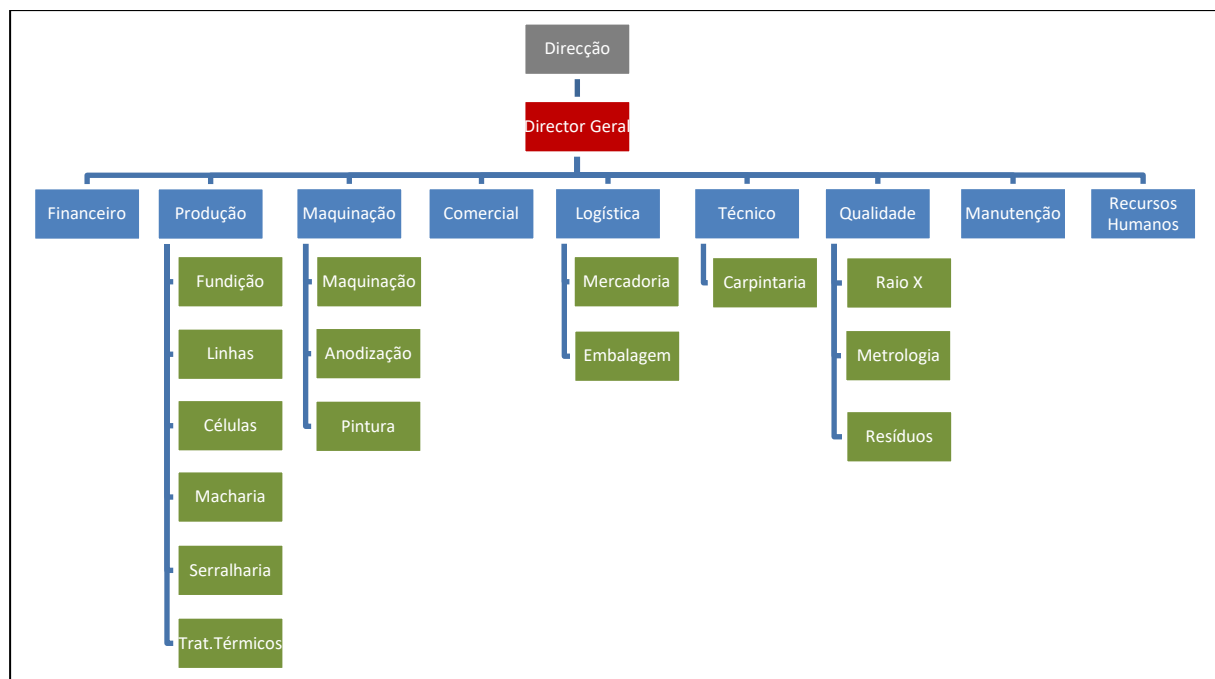 Direcção
Director Geral
Financeiro
Produção
Maquinação
Comercial
Logística
Técnico
Qualidade
Manutenção
Recursos
Humanos
Fundição
Linhas
Células
Macharia
Serralharia
Trat.Térmicos
Maquinação
Anodização
Pintura
Mercadoria
Embalagem
Carpintaria
Raio X
Metrologia
Resíduos